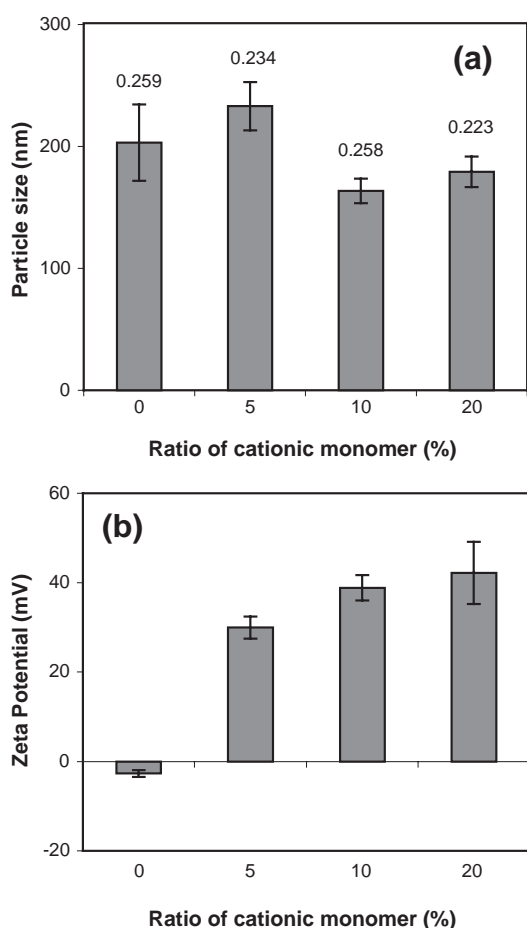 (a)
300
200
100
0
Particle size (nm)
0.259
0.234
0.258
0.223
0 5 10 20
Ratio of cationic monomer (%)
(b)
60
40
20
0
-20
Zeta Potential (mV)
0 5 10 20
Ratio of cationic monomer (%)